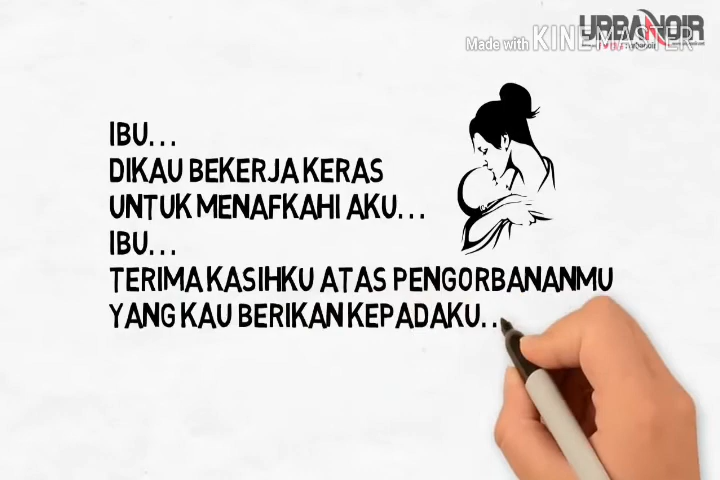 Made with KINEMASTER
URBANOIR
IBU...
DIKAU BEKERJA KERAS
UNTUK MENAFKAHI AKU...
IBU...
TERIMA KASIHKU ATAS PENGORBANANMU
YANG KAU BERIKAN KEPADAKU..